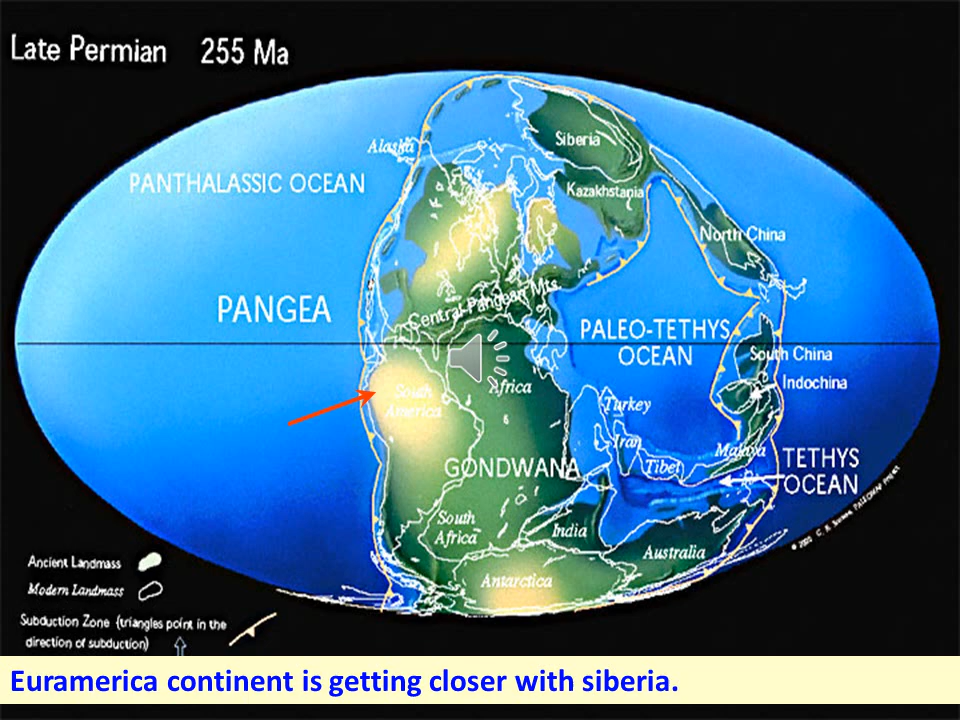 Late Permian 255 Ma
Alaska
Siberia
PANTHALASSIC OCEAN
Kazakhstania
North China
PANGEA
Central Pangean Mts.
PALEO-TETHYS
OCEAN
South China
Indochina
South
America
Africa
Turkey
Iran
Malaya
Tibet
GONDWANA
TETHYS
OCEAN
South
Africa
India
Australia
Antarctica
Ancient Landmass
Modern Landmass
Subduction Zone (triangles point in the
direction of subduction)
Euramerica continent is getting closer with siberia.